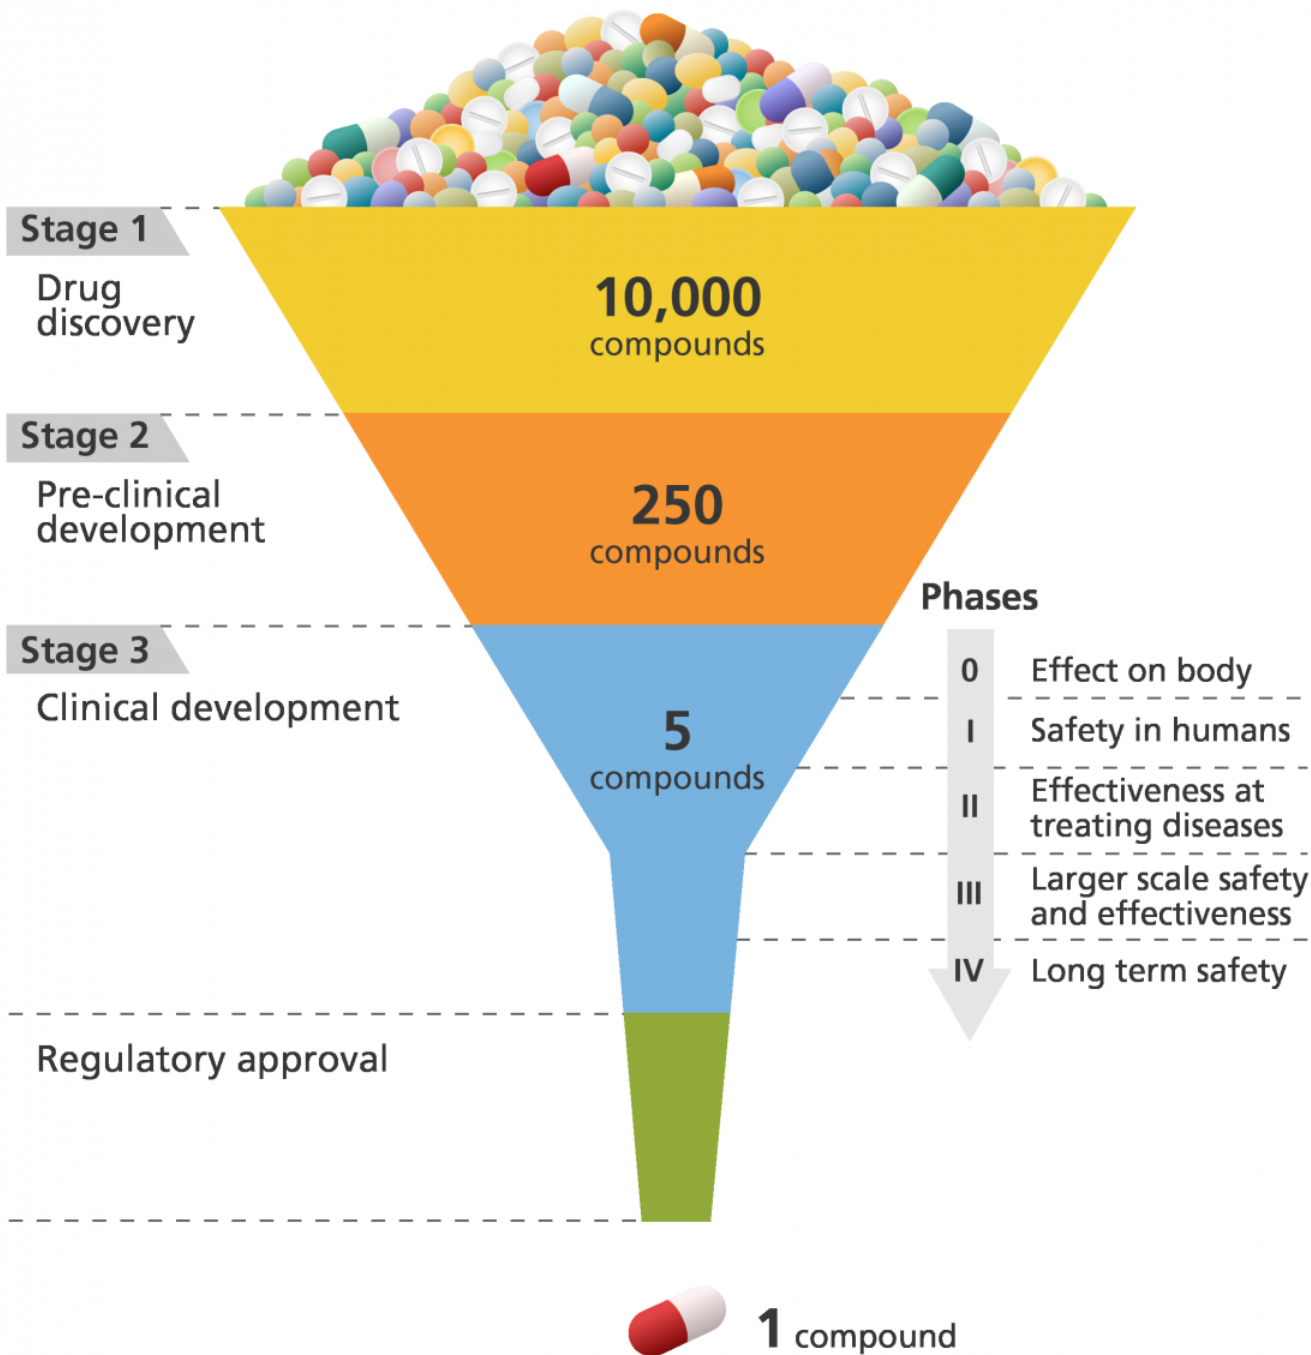 Stage 1
Drug
discovery
10,000
compounds
Stage 2
Pre-clinical
development
250
compounds
Stage 3
Clinical development
5
compounds
Phases
0 Effect on body
I Safety in humans
II Effectiveness at
treating diseases
III Larger scale safety
and effectiveness
IV Long term safety
Regulatory approval
1 compound